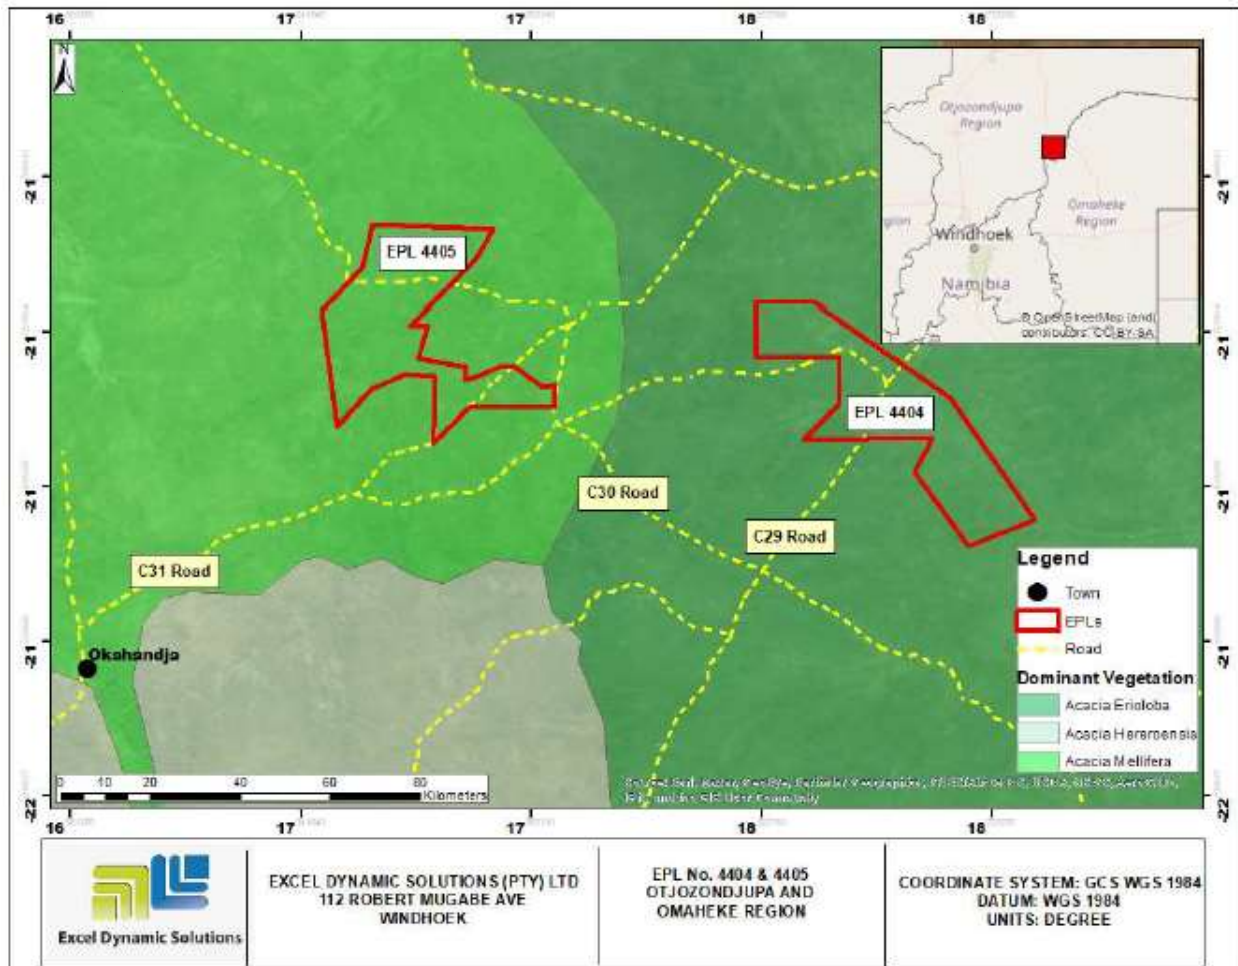 16 17 17 18 18
N
21
21
21
21
22
Otjozondjupa
Region
Omaheke
Region
gion
Windhoek
Namibia
© OpenStreetMap (and)
contributors, CC-BY-SA
21
21
21
21
22
EPL 4405
EPL 4404
C30 Road
C29 Road
C31 Road
Okahandja
Legend
Town
EPLs
Road
Dominant Vegetation
Acacia Erioloba
Acacia Hereroensis
Acacia Mellifera
0 10 20 40 60 80
Kilometers
16 17 17 18 18
Excel Dynamic Solutions
EXCEL DYNAMIC SOLUTIONS (PTY) LTD
112 ROBERT MUGABE AVE
WINDHOEK
EPL No. 4404 & 4405
OTJOZONDJUPA AND
OMAHEKE REGION
COORDINATE SYSTEM: GCS WGS 1984
DATUM: WGS 1984
UNITS: DEGREE